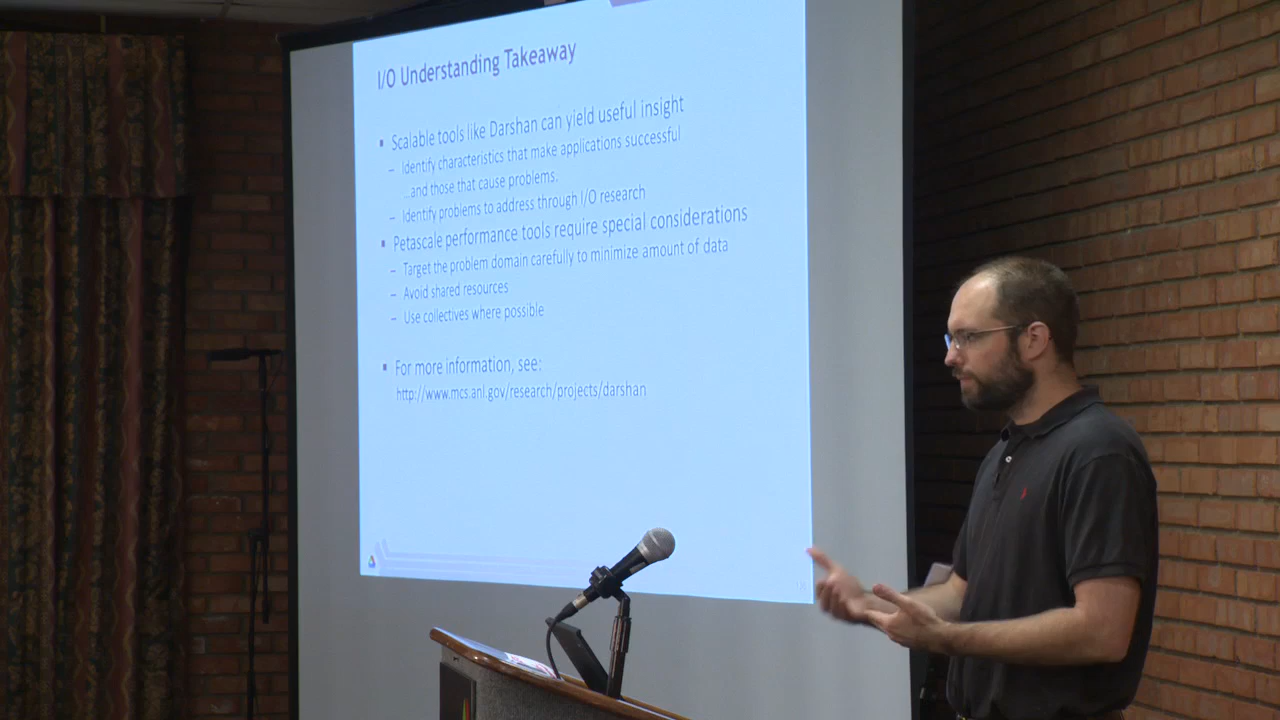 I/O Understanding Takeaway
▪ Scalable tools like Darshan can yield useful insight
– Identify characteristics that make applications successful
...and those that cause problems.
– Identify problems to address through I/O research
▪ Petascale performance tools require special considerations
– Target the problem domain carefully to minimize amount of data
– Avoid shared resources
– Use collectives where possible
▪ For more information, see:
http://www.mcs.anl.gov/research/projects/darshan